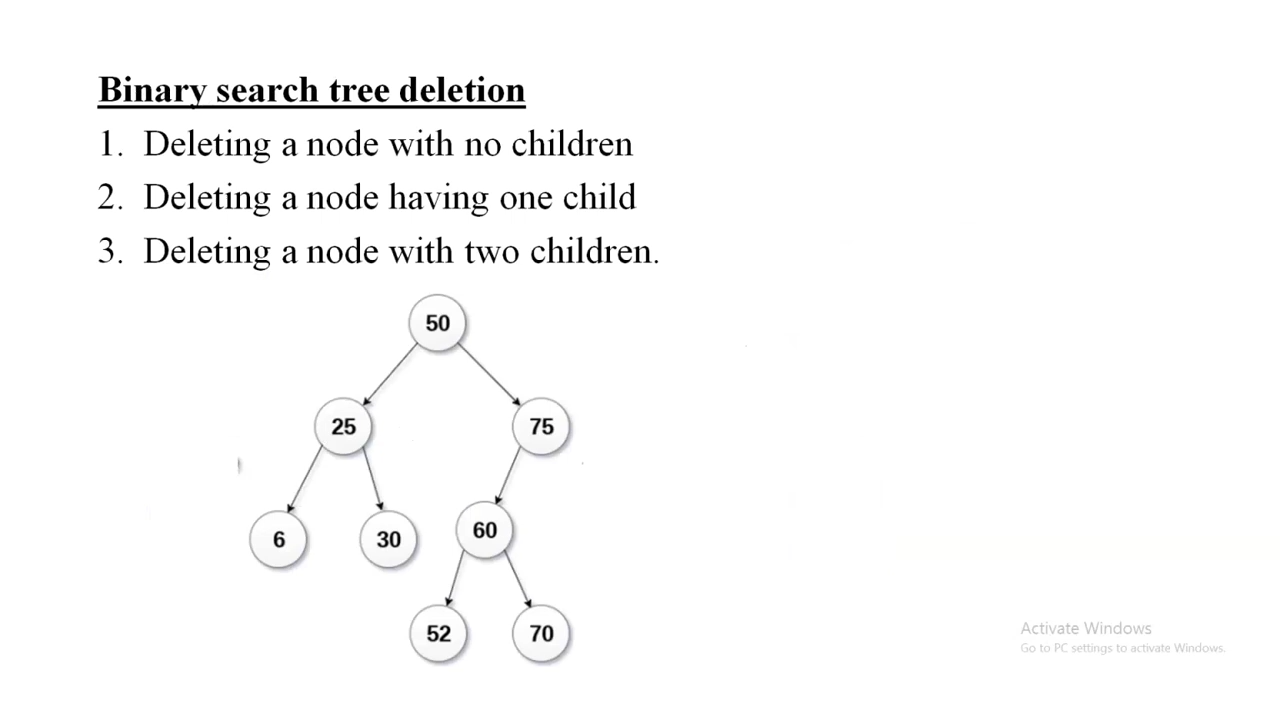 Binary search tree deletion
1. Deleting a node with no children
2. Deleting a node having one child
3. Deleting a node with two children.
50
25
75
6
30
60
52
70
Activate Windows
Go to PC settings to activate Windows.